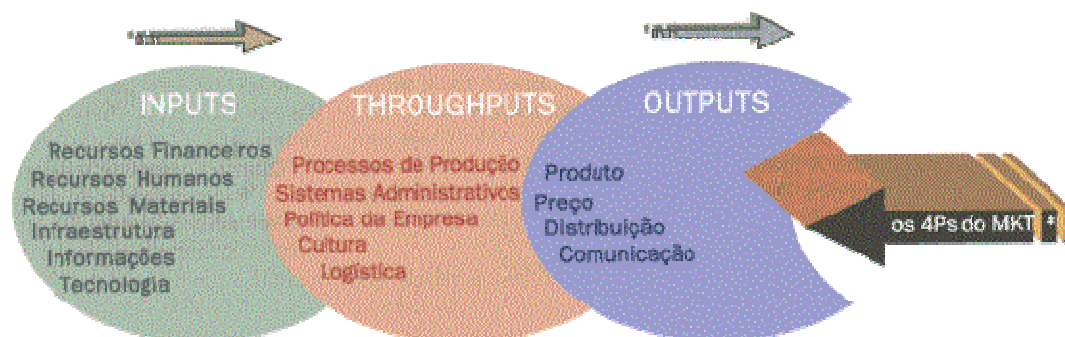 INPUTS
Recursos Financeiros
Recursos Humanos
Recursos Materiais
Infraestrutura
Informações
Tecnologia
THROUGHPUTS
Processos de Produção
Sistemas Administrativos
Política da Empresa
Cultura
Logística
OUTPUTS
Produto
Preço
Distribuição
Comunicação
os 4Ps do MKT *